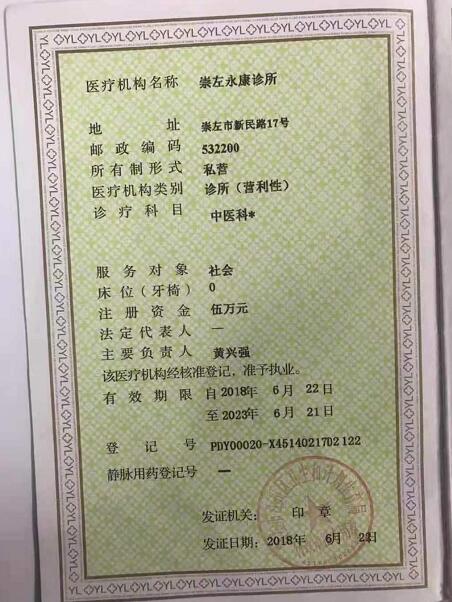 医疗机构名称 崇左永康诊所
地址 崇左市新民路17号
邮政编码 532200
所有制形式 私营
医疗机构类别 诊所（营利性）
诊疗科目 中医科*
服务对象 社会
床位(牙椅) 0
注册资金 伍万元
法定代表人 一
主要负责人 黄兴强
该医疗机构经核准登记，准予执业。
有效期限 自2018年 6月 22日
至2023年 6月 21日
登记号 PDY00020-X45140217D2122
静脉用药登记号 一
发证机关： 印章
发证日期：2018年 6月 22日